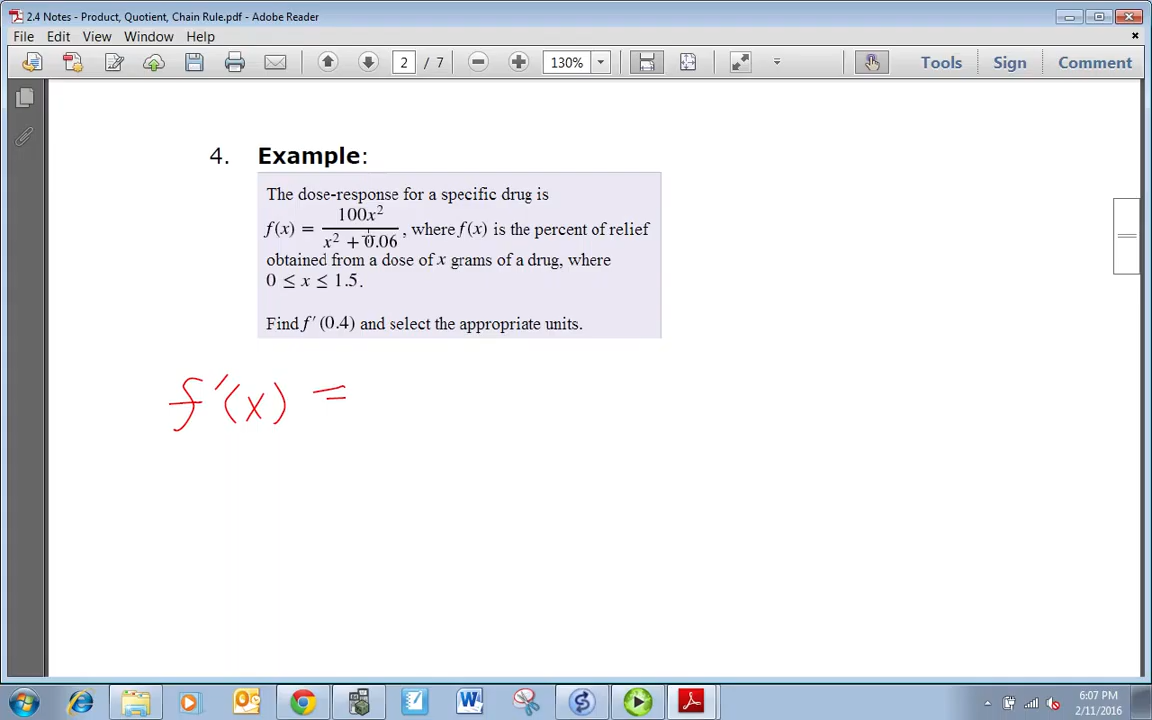 2.4 Notes - Product, Quotient, Chain Rule.pdf - Adobe Reader
File Edit View Window Help
2 / 7 130% Tools Sign Comment
4. Example:
The dose-response for a specific drug is
f(x) = 100x² / x² + 0.06, where f(x) is the percent of relief
obtained from a dose of x grams of a drug, where
0 ≤ x ≤ 1.5.
Find f′(0.4) and select the appropriate units.
f′(x) =
6:07 PM
2/11/2016